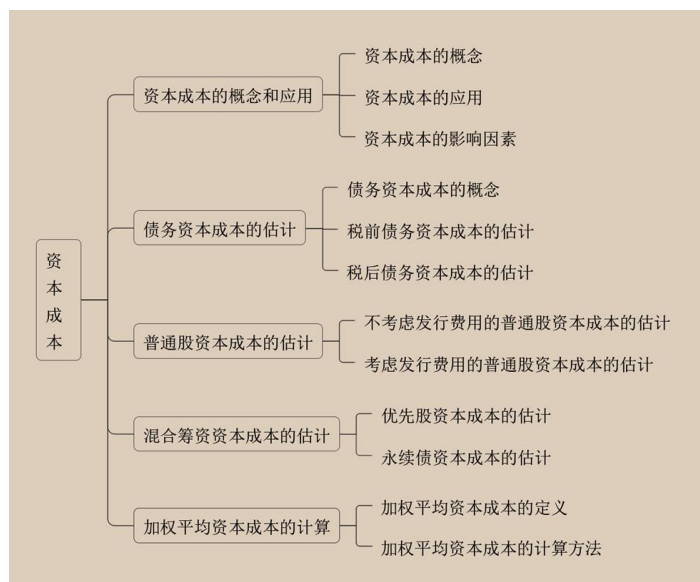 资本成本
资本成本的概念和应用
资本成本的概念
资本成本的应用
资本成本的影响因素
债务资本成本的估计
债务资本成本的概念
税前债务资本成本的估计
税后债务资本成本的估计
普通股资本成本的估计
不考虑发行费用的普通股资本成本的估计
考虑发行费用的普通股资本成本的估计
混合筹资资本成本的估计
优先股资本成本的估计
永续债资本成本的估计
加权平均资本成本的计算
加权平均资本成本的定义
加权平均资本成本的计算方法